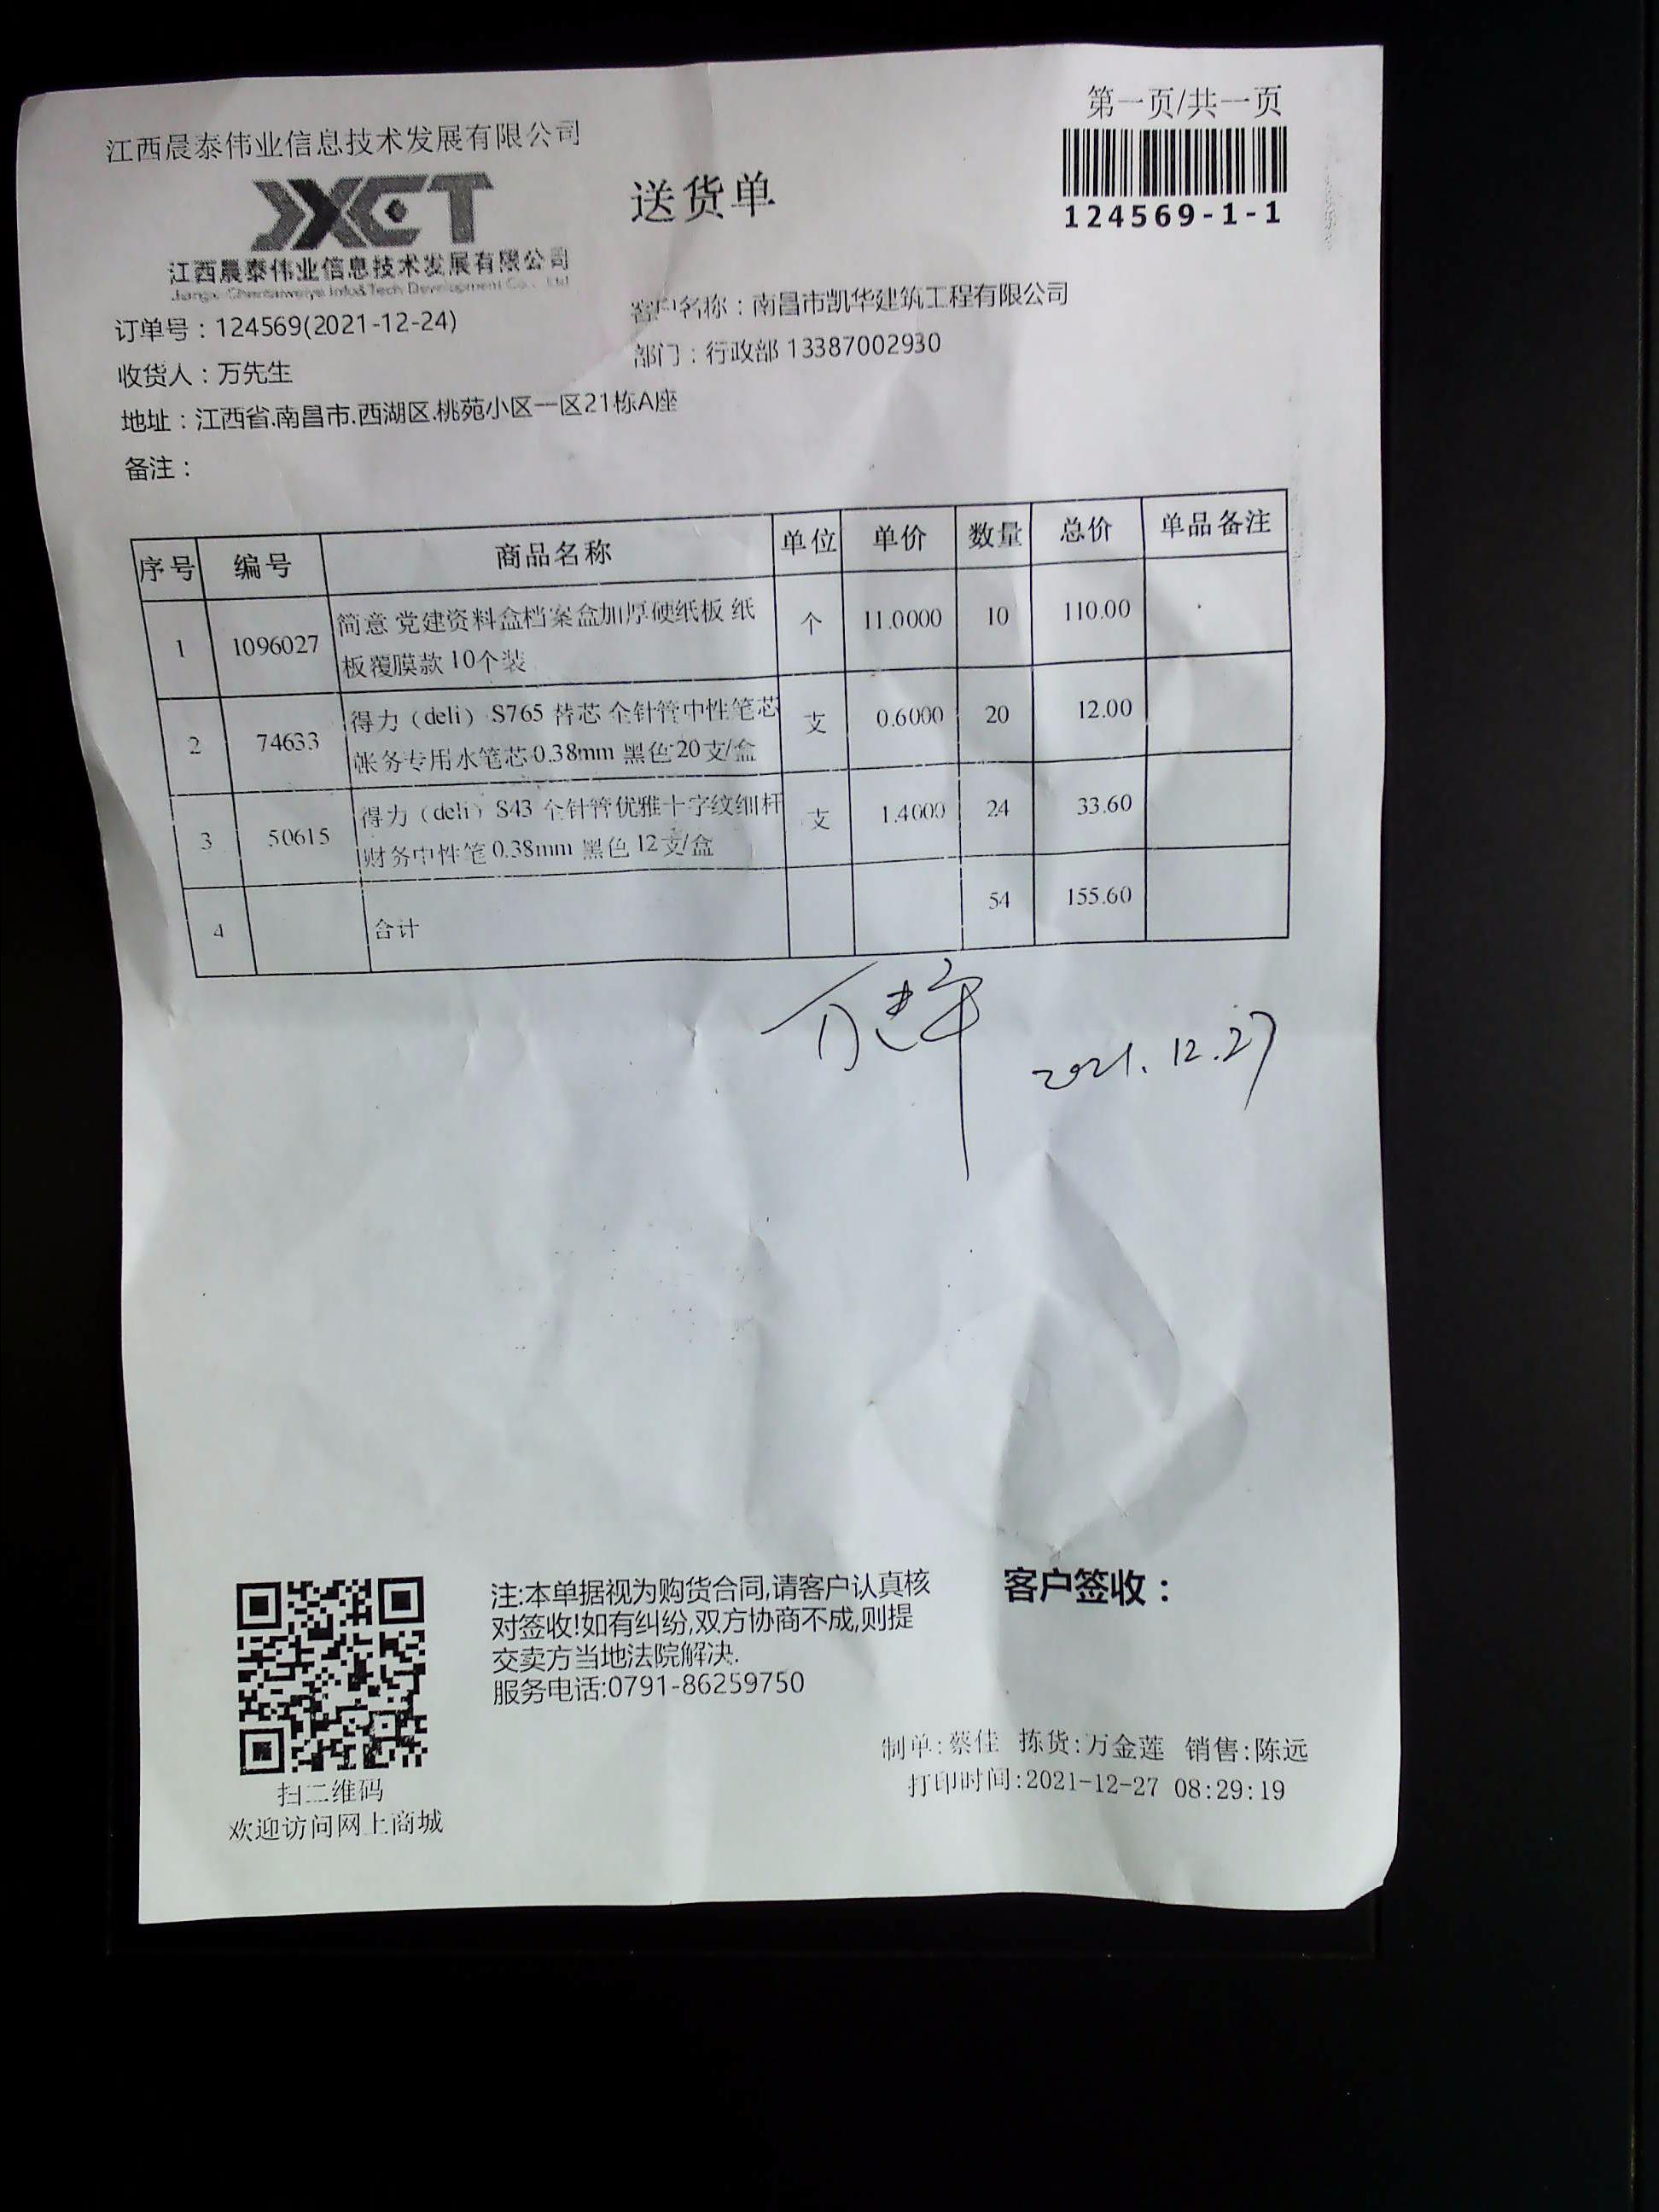 第一页/共一页
江西晨泰伟业信息技术发展有限公司
124569-1-1
JXCT
送货单
江西晨泰伟业信息技术发展有限公司
Jiangxi Chentaiweiye Info&Tech Development Co., Ltd
订单号：124569(2021-12-24)
客户名称：南昌市凯华建筑工程有限公司
收货人：万先生
部门：行政部 13387002930
地址：江西省.南昌市.西湖区.桃苑小区一区21栋A座
备注：
序号 编号 商品名称 单位 单价 数量 总价 单品备注
1 1096027 简意 党建资料盒档案盒加厚硬纸板 纸 个 11.0000 10 110.00
板覆膜款 10个装
2 74633 得力（deli）S765 替芯 全针管中性笔芯 支 0.6000 20 12.00
帐务专用水笔芯 0.38mm 黑色 20支/盒
3 50615 得力（deli）S43 全针管优雅十字纹细杆 支 1.4000 24 33.60
财务中性笔 0.38mm 黑色 12支/盒
4 合计 54 155.60
2021.12.27
注:本单据视为购货合同,请客户认真核
对签收!如有纠纷,双方协商不成,则提
交卖方当地法院解决.
服务电话:0791-86259750
客户签收：
制单:蔡佳 拣货:万金莲 销售:陈远
打印时间:2021-12-27 08:29:19
扫二维码
欢迎访问网上商城